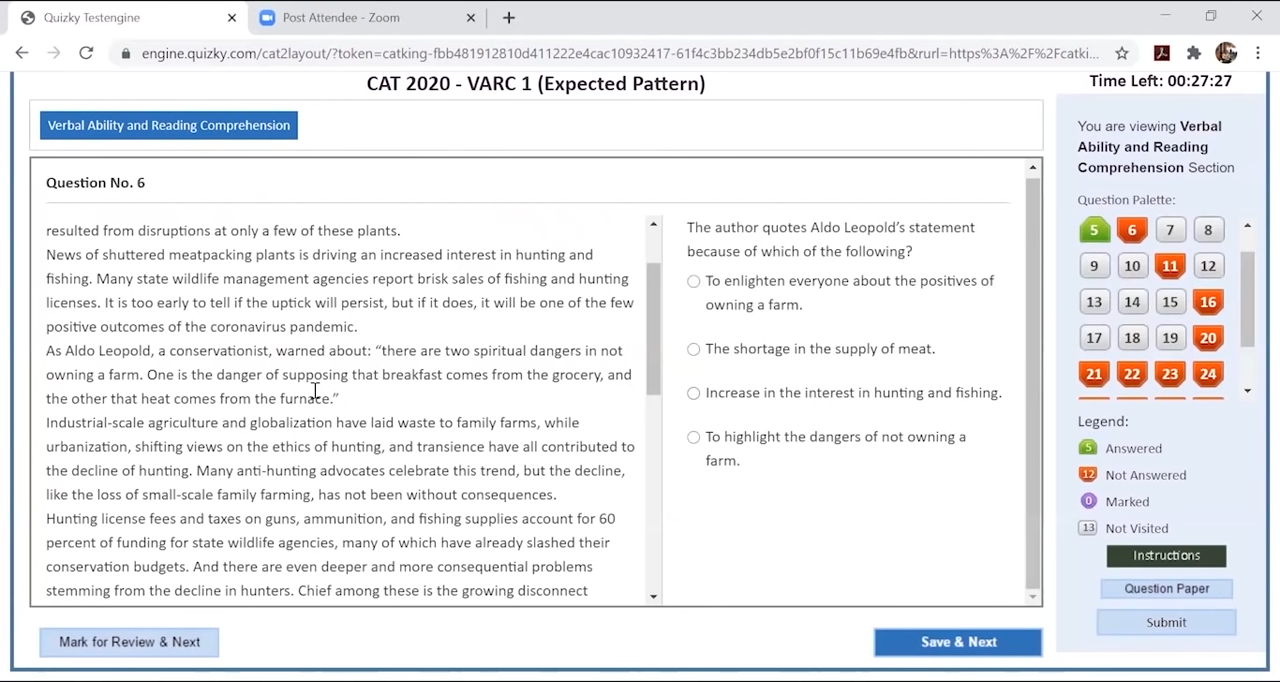 Quizky Testengine
Post Attendee - Zoom
engine.quizky.com/cat2layout/?token=catking-fbb481912810d411222e4cac10932417-61f4c3bb234db5e2bf0f15c11b69e4fb&rurl=https%3A%2F%2Fcatki...
CAT 2020 - VARC 1 (Expected Pattern)
Time Left: 00:27:27
Verbal Ability and Reading Comprehension
Question No. 6
resulted from disruptions at only a few of these plants.
News of shuttered meatpacking plants is driving an increased interest in hunting and
fishing. Many state wildlife management agencies report brisk sales of fishing and hunting
licenses. It is too early to tell if the uptick will persist, but if it does, it will be one of the few
positive outcomes of the coronavirus pandemic.
As Aldo Leopold, a conservationist, warned about: “there are two spiritual dangers in not
owning a farm. One is the danger of supposing that breakfast comes from the grocery, and
the other that heat comes from the furnace.”
Industrial-scale agriculture and globalization have laid waste to family farms, while
urbanization, shifting views on the ethics of hunting, and transience have all contributed to
the decline of hunting. Many anti-hunting advocates celebrate this trend, but the decline,
like the loss of small-scale family farming, has not been without consequences.
Hunting license fees and taxes on guns, ammunition, and fishing supplies account for 60
percent of funding for state wildlife agencies, many of which have already slashed their
conservation budgets. And there are even deeper and more consequential problems
stemming from the decline in hunters. Chief among these is the growing disconnect
The author quotes Aldo Leopold’s statement
because of which of the following?
To enlighten everyone about the positives of
owning a farm.
The shortage in the supply of meat.
Increase in the interest in hunting and fishing.
To highlight the dangers of not owning a
farm.
You are viewing Verbal
Ability and Reading
Comprehension Section
Question Palette:
5 6 7 8
9 10 11 12
13 14 15 16
17 18 19 20
21 22 23 24
Legend:
5 Answered
12 Not Answered
0 Marked
13 Not Visited
Instructions
Question Paper
Submit
Mark for Review & Next
Save & Next